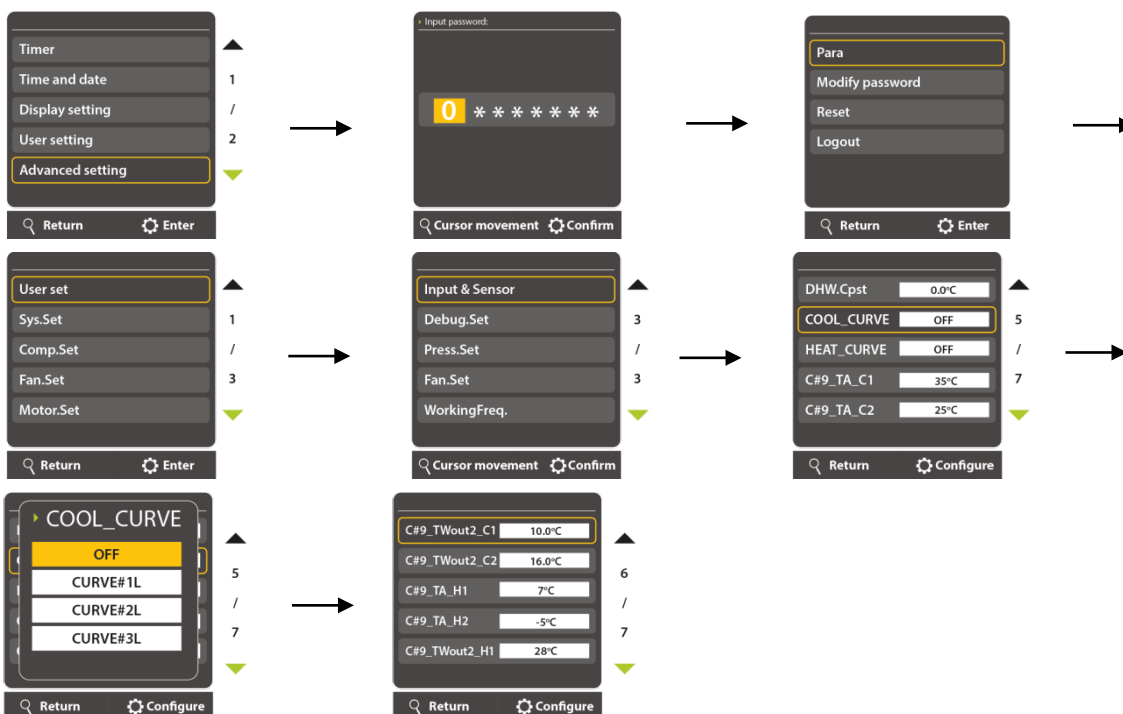 Timer
Time and date
Display setting
User setting
Advanced setting
1
/
2
Return Enter
Input password:
0 * * * * * * *
Cursor movement Confirm
Para
Modify password
Reset
Logout
Return Enter
User set
Sys.Set
Comp.Set
Fan.Set
Motor.Set
1
/
3
Return Enter
Input & Sensor
Debug.Set
Press.Set
Fan.Set
WorkingFreq.
3
/
3
Cursor movement Confirm
DHW.Cpst 0.0°C
COOL_CURVE OFF
HEAT_CURVE OFF
C#9_TA_C1 35°C
C#9_TA_C2 25°C
5
/
7
Return Configure
COOL_CURVE
OFF
CURVE#1L
CURVE#2L
CURVE#3L
5
/
7
Return Configure
C#9_TWout2_C1 10.0°C
C#9_TWout2_C2 16.0°C
C#9_TA_H1 7°C
C#9_TA_H2 -5°C
C#9_TWout2_H1 28°C
6
/
7
Return Configure